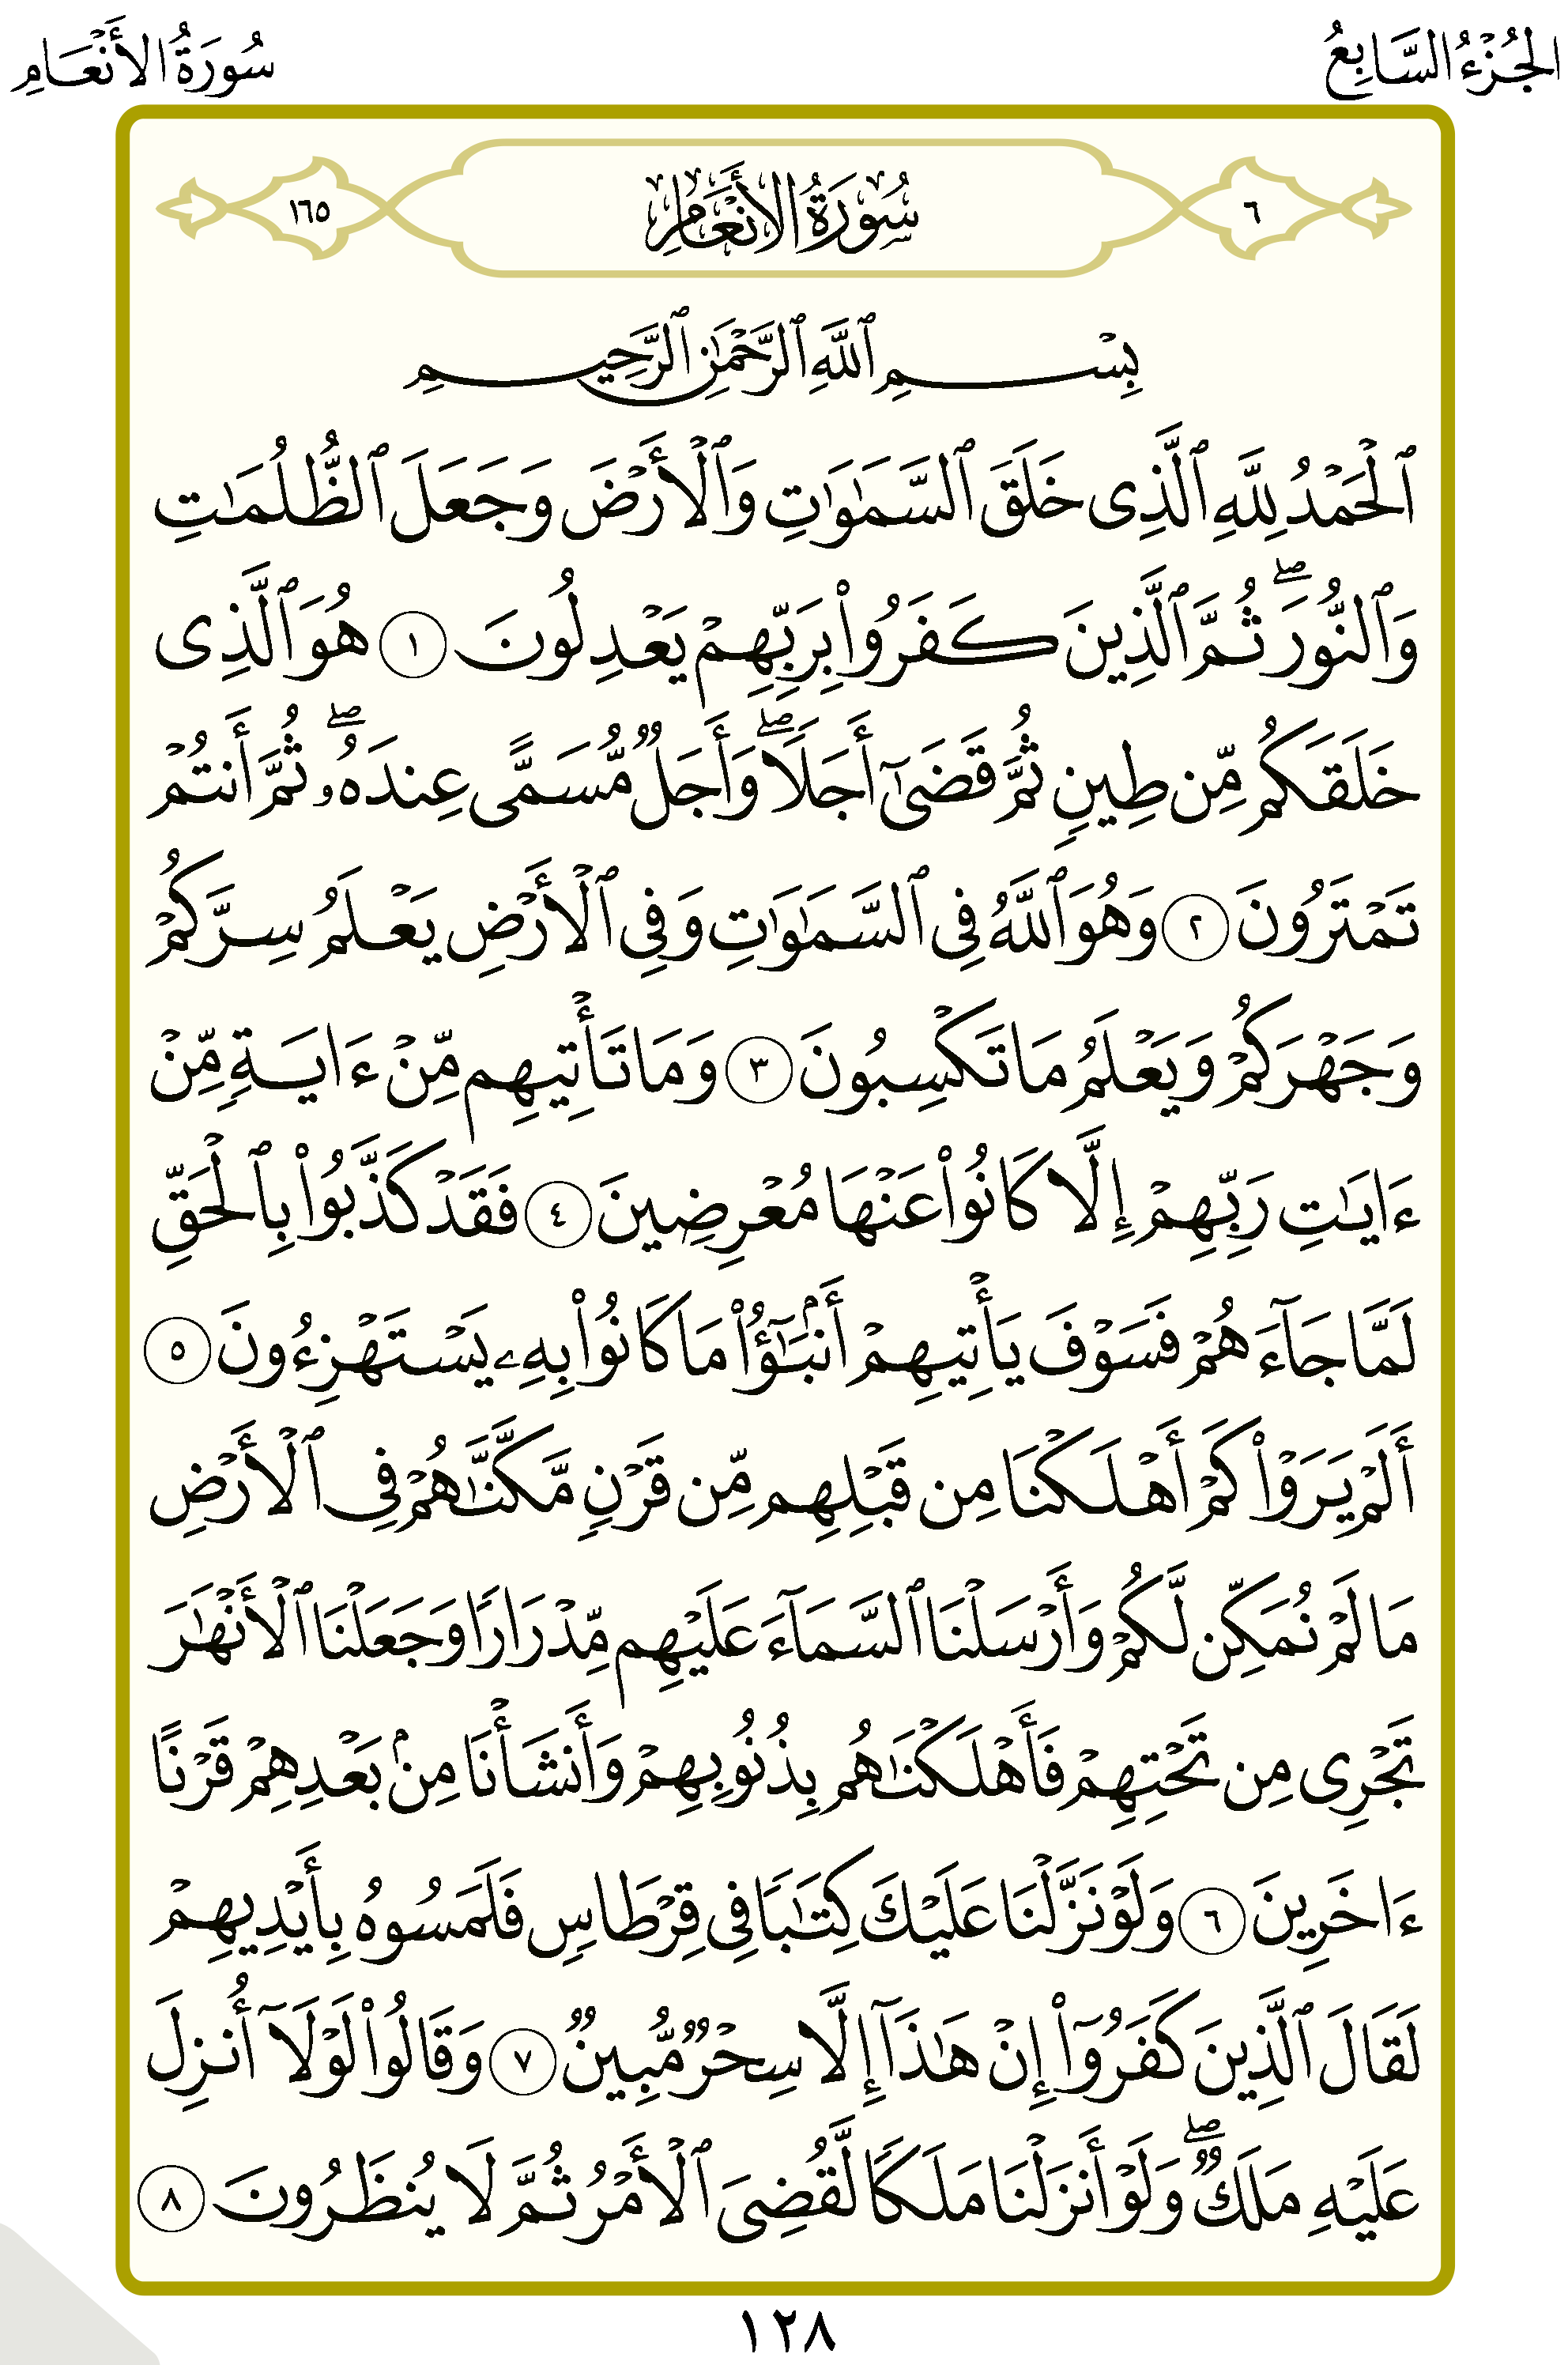 الجُزْءُ السَّابِعُ
سُورَةُ الأَنْعَامِ
٦
سُورَةُ الأَنْعَامِ
١٦٥
بِسْمِ ٱللَّهِ ٱلرَّحْمَٰنِ ٱلرَّحِيمِ
ٱلْحَمْدُ لِلَّهِ ٱلَّذِى خَلَقَ ٱلسَّمَٰوَٰتِ وَٱلْأَرْضَ وَجَعَلَ ٱلظُّلُمَٰتِ
وَٱلنُّورَ ۖ ثُمَّ ٱلَّذِينَ كَفَرُوا۟ بِرَبِّهِمْ يَعْدِلُونَ ١ هُوَ ٱلَّذِى
خَلَقَكُم مِّن طِينٍ ثُمَّ قَضَىٰٓ أَجَلًا ۖ وَأَجَلٌ مُّسَمًّى عِندَهُۥ ۖ ثُمَّ أَنتُمْ
تَمْتَرُونَ ٢ وَهُوَ ٱللَّهُ فِى ٱلسَّمَٰوَٰتِ وَفِى ٱلْأَرْضِ يَعْلَمُ سِرَّكُمْ
وَجَهْرَكُمْ وَيَعْلَمُ مَا تَكْسِبُونَ ٣ وَمَا تَأْتِيهِم مِّنْ ءَايَةٍ مِّنْ
ءَايَٰتِ رَبِّهِمْ إِلَّا كَانُوا۟ عَنْهَا مُعْرِضِينَ ٤ فَقَدْ كَذَّبُوا۟ بِٱلْحَقِّ
لَمَّا جَآءَهُمْ فَسَوْفَ يَأْتِيهِمْ أَنۢبَٰٓؤُا۟ مَا كَانُوا۟ بِهِۦ يَسْتَهْزِءُونَ ٥
أَلَمْ يَرَوْا۟ كَمْ أَهْلَكْنَا مِن قَبْلِهِم مِّن قَرْنٍ مَّكَّنَّٰهُمْ فِى ٱلْأَرْضِ
مَا لَمْ نُمَكِّن لَّكُمْ وَأَرْسَلْنَا ٱلسَّمَآءَ عَلَيْهِم مِّدْرَارًا وَجَعَلْنَا ٱلْأَنْهَٰرَ
تَجْرِى مِن تَحْتِهِمْ فَأَهْلَكْنَٰهُم بِذُنُوبِهِمْ وَأَنشَأْنَا مِنۢ بَعْدِهِمْ قَرْنًا
ءَاخَرِينَ ٦ وَلَوْ نَزَّلْنَا عَلَيْكَ كِتَٰبًا فِى قِرْطَاسٍ فَلَمَسُوهُ بِأَيْدِيهِمْ
لَقَالَ ٱلَّذِينَ كَفَرُوٓا۟ إِنْ هَٰذَآ إِلَّا سِحْرٌ مُّبِينٌ ٧ وَقَالُوا۟ لَوْلَآ أُنزِلَ
عَلَيْهِ مَلَكٌ ۖ وَلَوْ أَنزَلْنَا مَلَكًا لَّقُضِىَ ٱلْأَمْرُ ثُمَّ لَا يُنظَرُونَ ٨
١٢٨